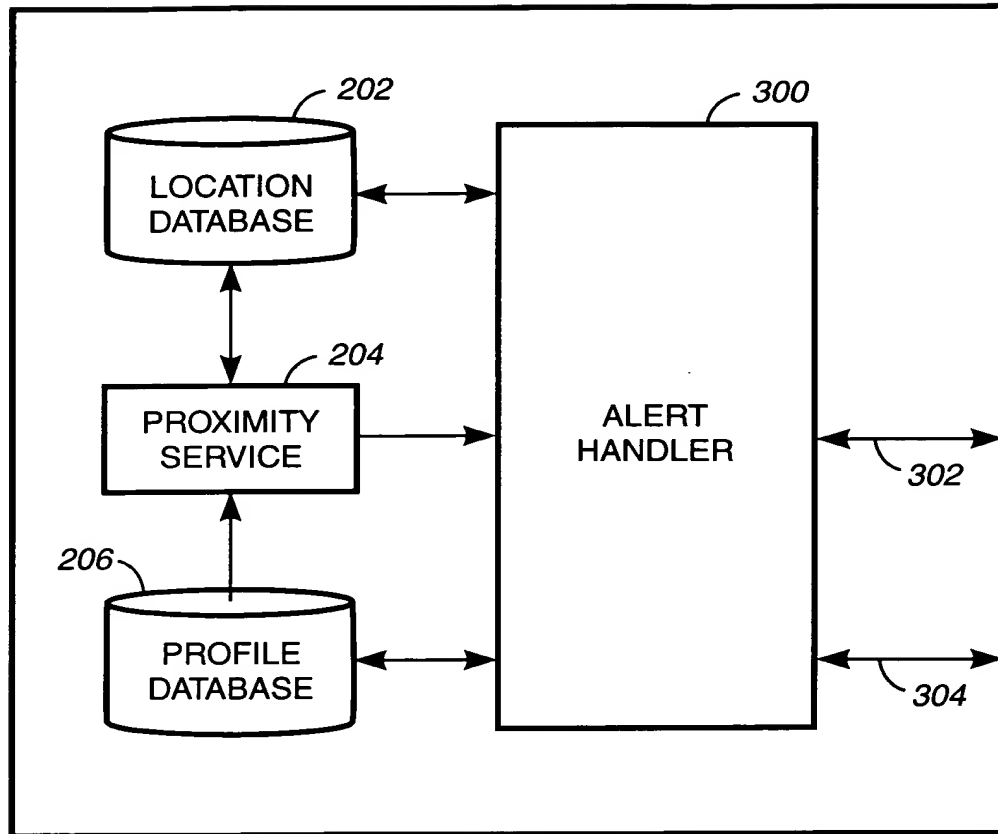 202
300
LOCATION
DATABASE
204
PROXIMITY
SERVICE
ALERT
HANDLER
302
206
PROFILE
DATABASE
304